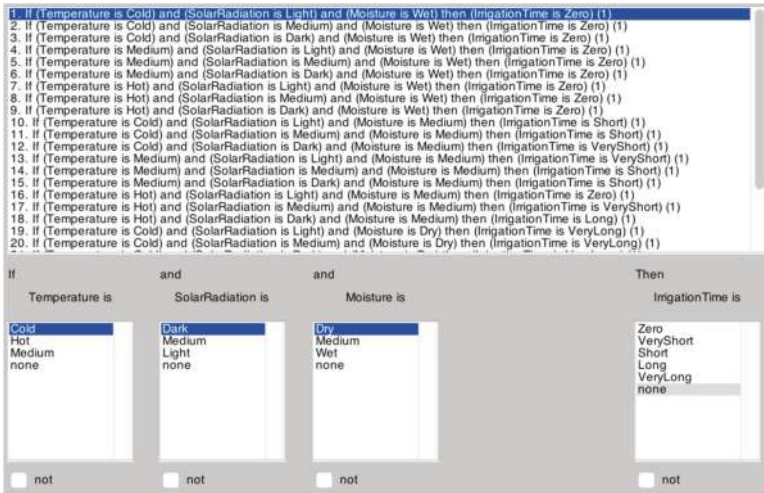 1. If (Temperature is Cold) and (SolarRadiation is Light) and (Moisture is Wet) then (IrrigationTime is Zero) (1)
2. If (Temperature is Cold) and (SolarRadiation is Medium) and (Moisture is Wet) then (IrrigationTime is Zero) (1)
3. If (Temperature is Cold) and (SolarRadiation is Dark) and (Moisture is Wet) then (IrrigationTime is Zero) (1)
4. If (Temperature is Medium) and (SolarRadiation is Light) and (Moisture is Wet) then (IrrigationTime is Zero) (1)
5. If (Temperature is Medium) and (SolarRadiation is Medium) and (Moisture is Wet) then (IrrigationTime is Zero) (1)
6. If (Temperature is Medium) and (SolarRadiation is Dark) and (Moisture is Wet) then (IrrigationTime is Zero) (1)
7. If (Temperature is Hot) and (SolarRadiation is Light) and (Moisture is Wet) then (IrrigationTime is Zero) (1)
8. If (Temperature is Hot) and (SolarRadiation is Medium) and (Moisture is Wet) then (IrrigationTime is Zero) (1)
9. If (Temperature is Hot) and (SolarRadiation is Dark) and (Moisture is Wet) then (IrrigationTime is Zero) (1)
10. If (Temperature is Cold) and (SolarRadiation is Light) and (Moisture is Medium) then (IrrigationTime is Short) (1)
11. If (Temperature is Cold) and (SolarRadiation is Medium) and (Moisture is Medium) then (IrrigationTime is Short) (1)
12. If (Temperature is Cold) and (SolarRadiation is Dark) and (Moisture is Medium) then (IrrigationTime is VeryShort) (1)
13. If (Temperature is Medium) and (SolarRadiation is Light) and (Moisture is Medium) then (IrrigationTime is VeryShort) (1)
14. If (Temperature is Medium) and (SolarRadiation is Medium) and (Moisture is Medium) then (IrrigationTime is Short) (1)
15. If (Temperature is Medium) and (SolarRadiation is Dark) and (Moisture is Medium) then (IrrigationTime is Short) (1)
16. If (Temperature is Hot) and (SolarRadiation is Light) and (Moisture is Medium) then (IrrigationTime is Zero) (1)
17. If (Temperature is Hot) and (SolarRadiation is Medium) and (Moisture is Medium) then (IrrigationTime is VeryShort) (1)
18. If (Temperature is Hot) and (SolarRadiation is Dark) and (Moisture is Medium) then (IrrigationTime is Long) (1)
19. If (Temperature is Cold) and (SolarRadiation is Light) and (Moisture is Dry) then (IrrigationTime is VeryLong) (1)
20. If (Temperature is Cold) and (SolarRadiation is Medium) and (Moisture is Dry) then (IrrigationTime is VeryLong) (1)
If and and Then
Temperature is SolarRadiation is Moisture is IrrigationTime is
Cold
Hot
Medium
none
Dark
Medium
Light
none
Dry
Medium
Wet
none
Zero
VeryShort
Short
Long
VeryLong
none
not not not not